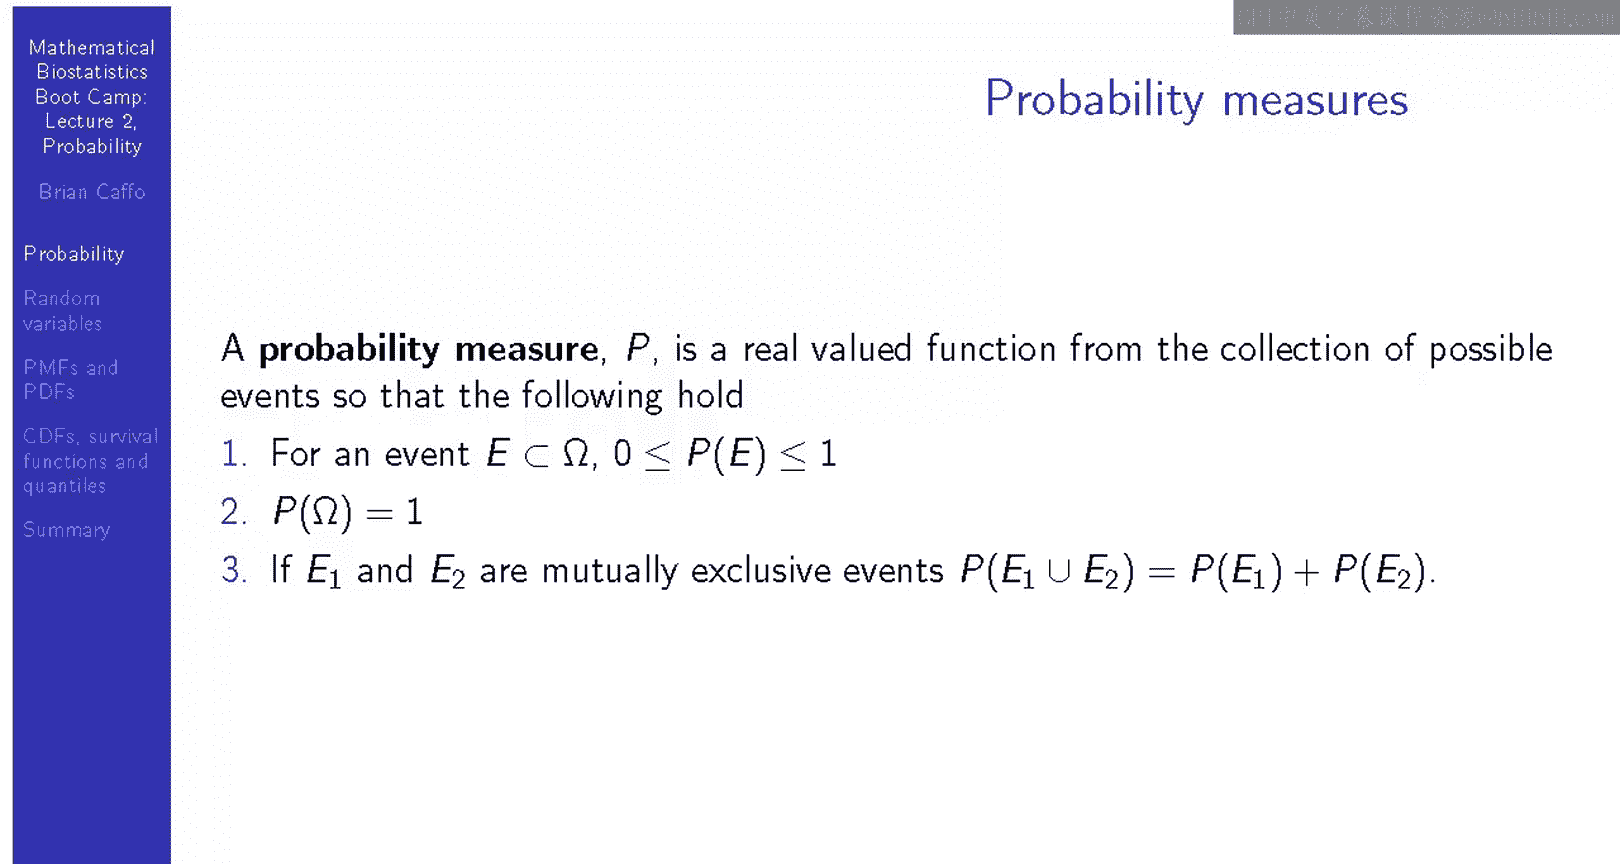 Mathematical
Biostatistics
Boot Camp:
Lecture 2,
Probability
Brian Caffo
Probability
Random
variables
PMFs and
PDFs
CDFs, survival
functions and
quantiles
Summary
Probability measures
A probability measure, P, is a real valued function from the collection of possible
events so that the following hold
1. For an event E ⊂ Ω, 0 ≤ P(E) ≤ 1
2. P(Ω) = 1
3. If E₁ and E₂ are mutually exclusive events P(E₁ ∪ E₂) = P(E₁) + P(E₂).